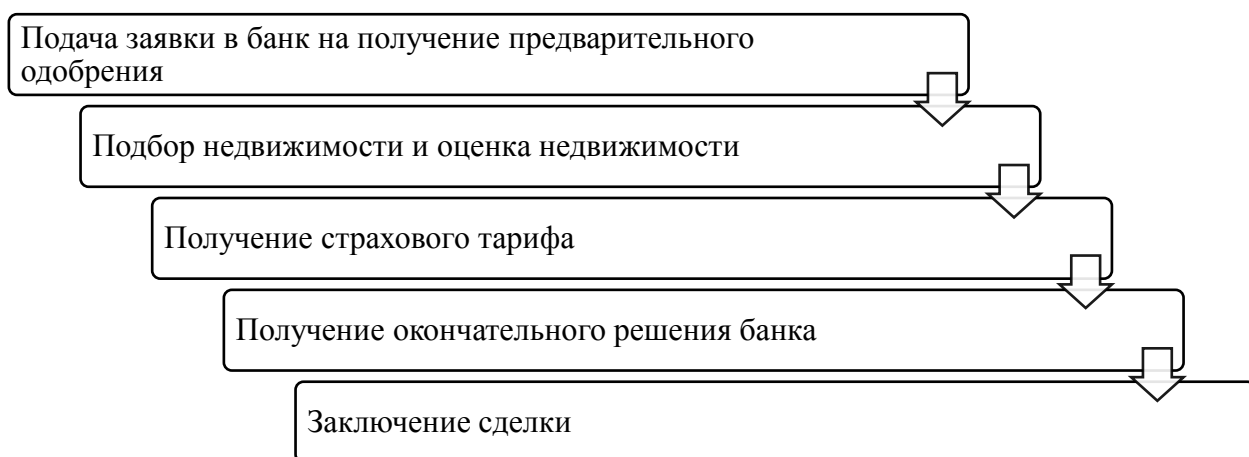 Подача заявки в банк на получение предварительного
одобрения
Подбор недвижимости и оценка недвижимости
Получение страхового тарифа
Получение окончательного решения банка
Заключение сделки